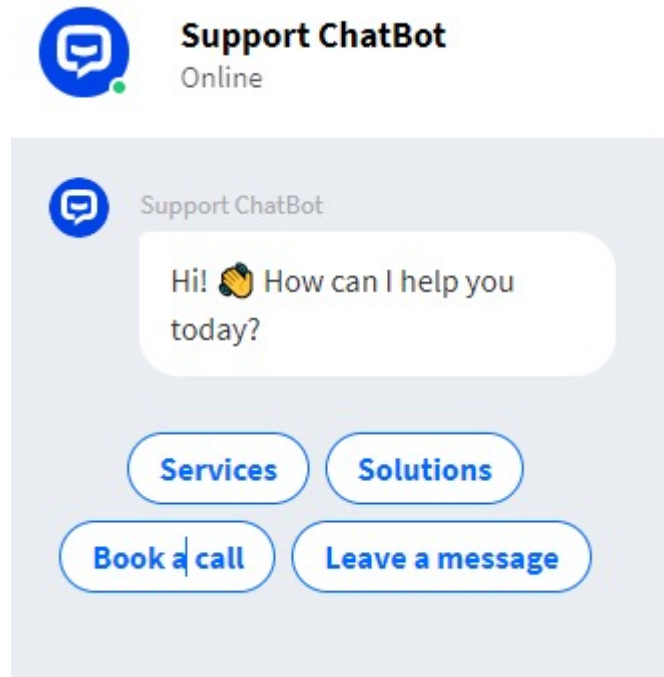 Support ChatBot
Online
Support ChatBot
Hi! 👋 How can I help you
today?
Services
Solutions
Book a call
Leave a message